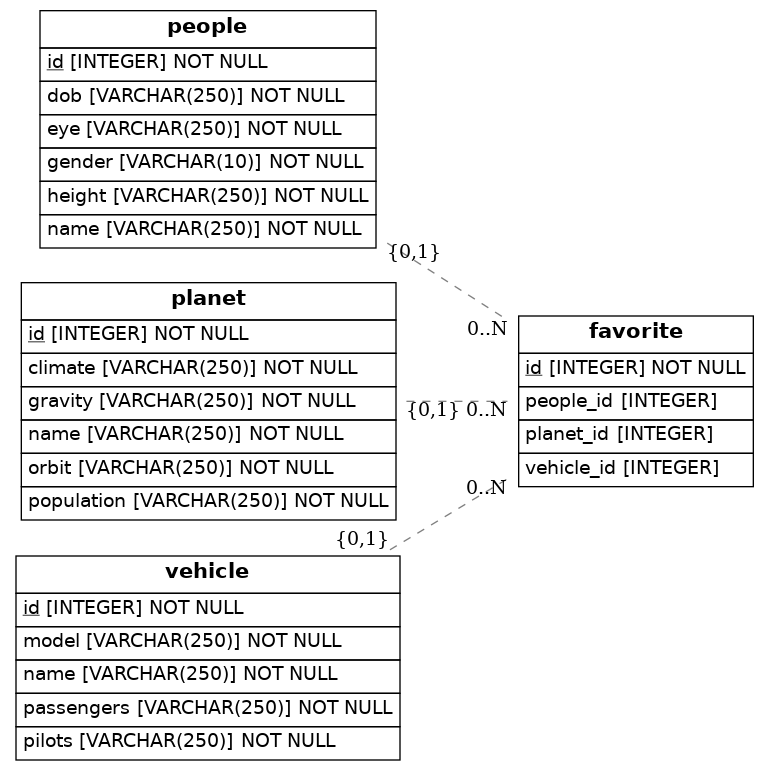 people
id [INTEGER] NOT NULL
dob [VARCHAR(250)] NOT NULL
eye [VARCHAR(250)] NOT NULL
gender [VARCHAR(10)] NOT NULL
height [VARCHAR(250)] NOT NULL
name [VARCHAR(250)] NOT NULL
{0,1}
0..N
planet
id [INTEGER] NOT NULL
climate [VARCHAR(250)] NOT NULL
gravity [VARCHAR(250)] NOT NULL
name [VARCHAR(250)] NOT NULL
orbit [VARCHAR(250)] NOT NULL
population [VARCHAR(250)] NOT NULL
{0,1} 0..N
favorite
id [INTEGER] NOT NULL
people_id [INTEGER]
planet_id [INTEGER]
vehicle_id [INTEGER]
0..N
{0,1}
vehicle
id [INTEGER] NOT NULL
model [VARCHAR(250)] NOT NULL
name [VARCHAR(250)] NOT NULL
passengers [VARCHAR(250)] NOT NULL
pilots [VARCHAR(250)] NOT NULL